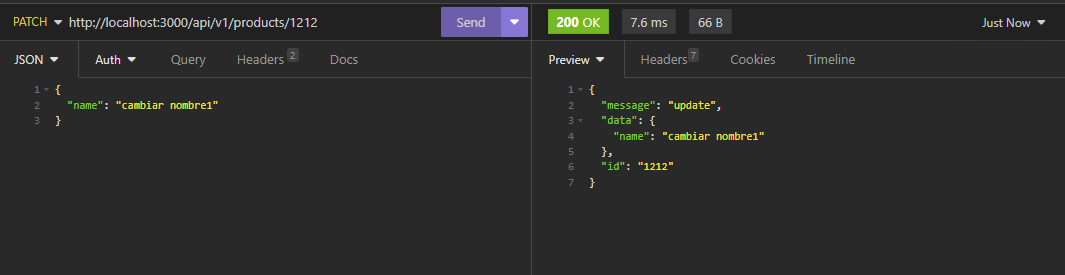 PATCH http://localhost:3000/api/v1/products/1212 Send
JSON Auth Query Headers 2 Docs
1 {
2 "name": "cambiar nombre1"
3 }
200 OK 7.6 ms 66 B Just Now
Preview Headers 7 Cookies Timeline
1 {
2 "message": "update",
3 "data": {
4 "name": "cambiar nombre1"
5 },
6 "id": "1212"
7 }